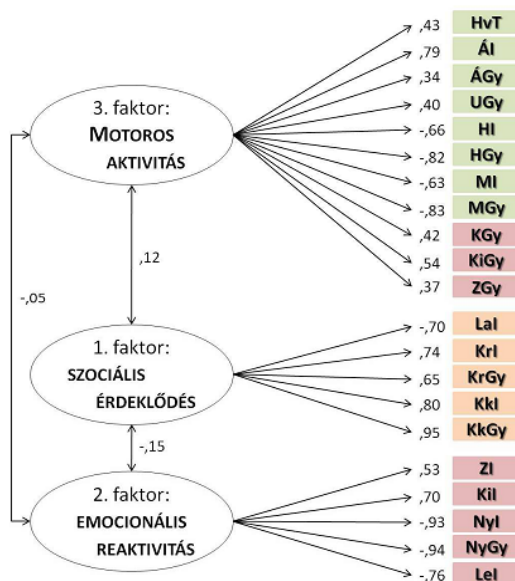 ,43 HvT
,79 ÁI
,34 ÁGy
,40 UGy
-,66 HI
-,82 HGy
-,63 MI
-,83 MGy
,42 KGy
,54 KiGy
,37 ZGy
3. faktor:
MOTOROS
AKTIVITÁS
,12
-,05
1. faktor:
SZOCIÁLIS
ÉRDEKLŐDÉS
-,70 LaI
,74 KrI
,65 KrGy
,80 KkI
,95 KkGy
-,15
2. faktor:
EMOCIONÁLIS
REAKTIVITÁS
,53 ZI
,70 KiI
-,93 NyI
-,94 NyGy
-,76 LeI